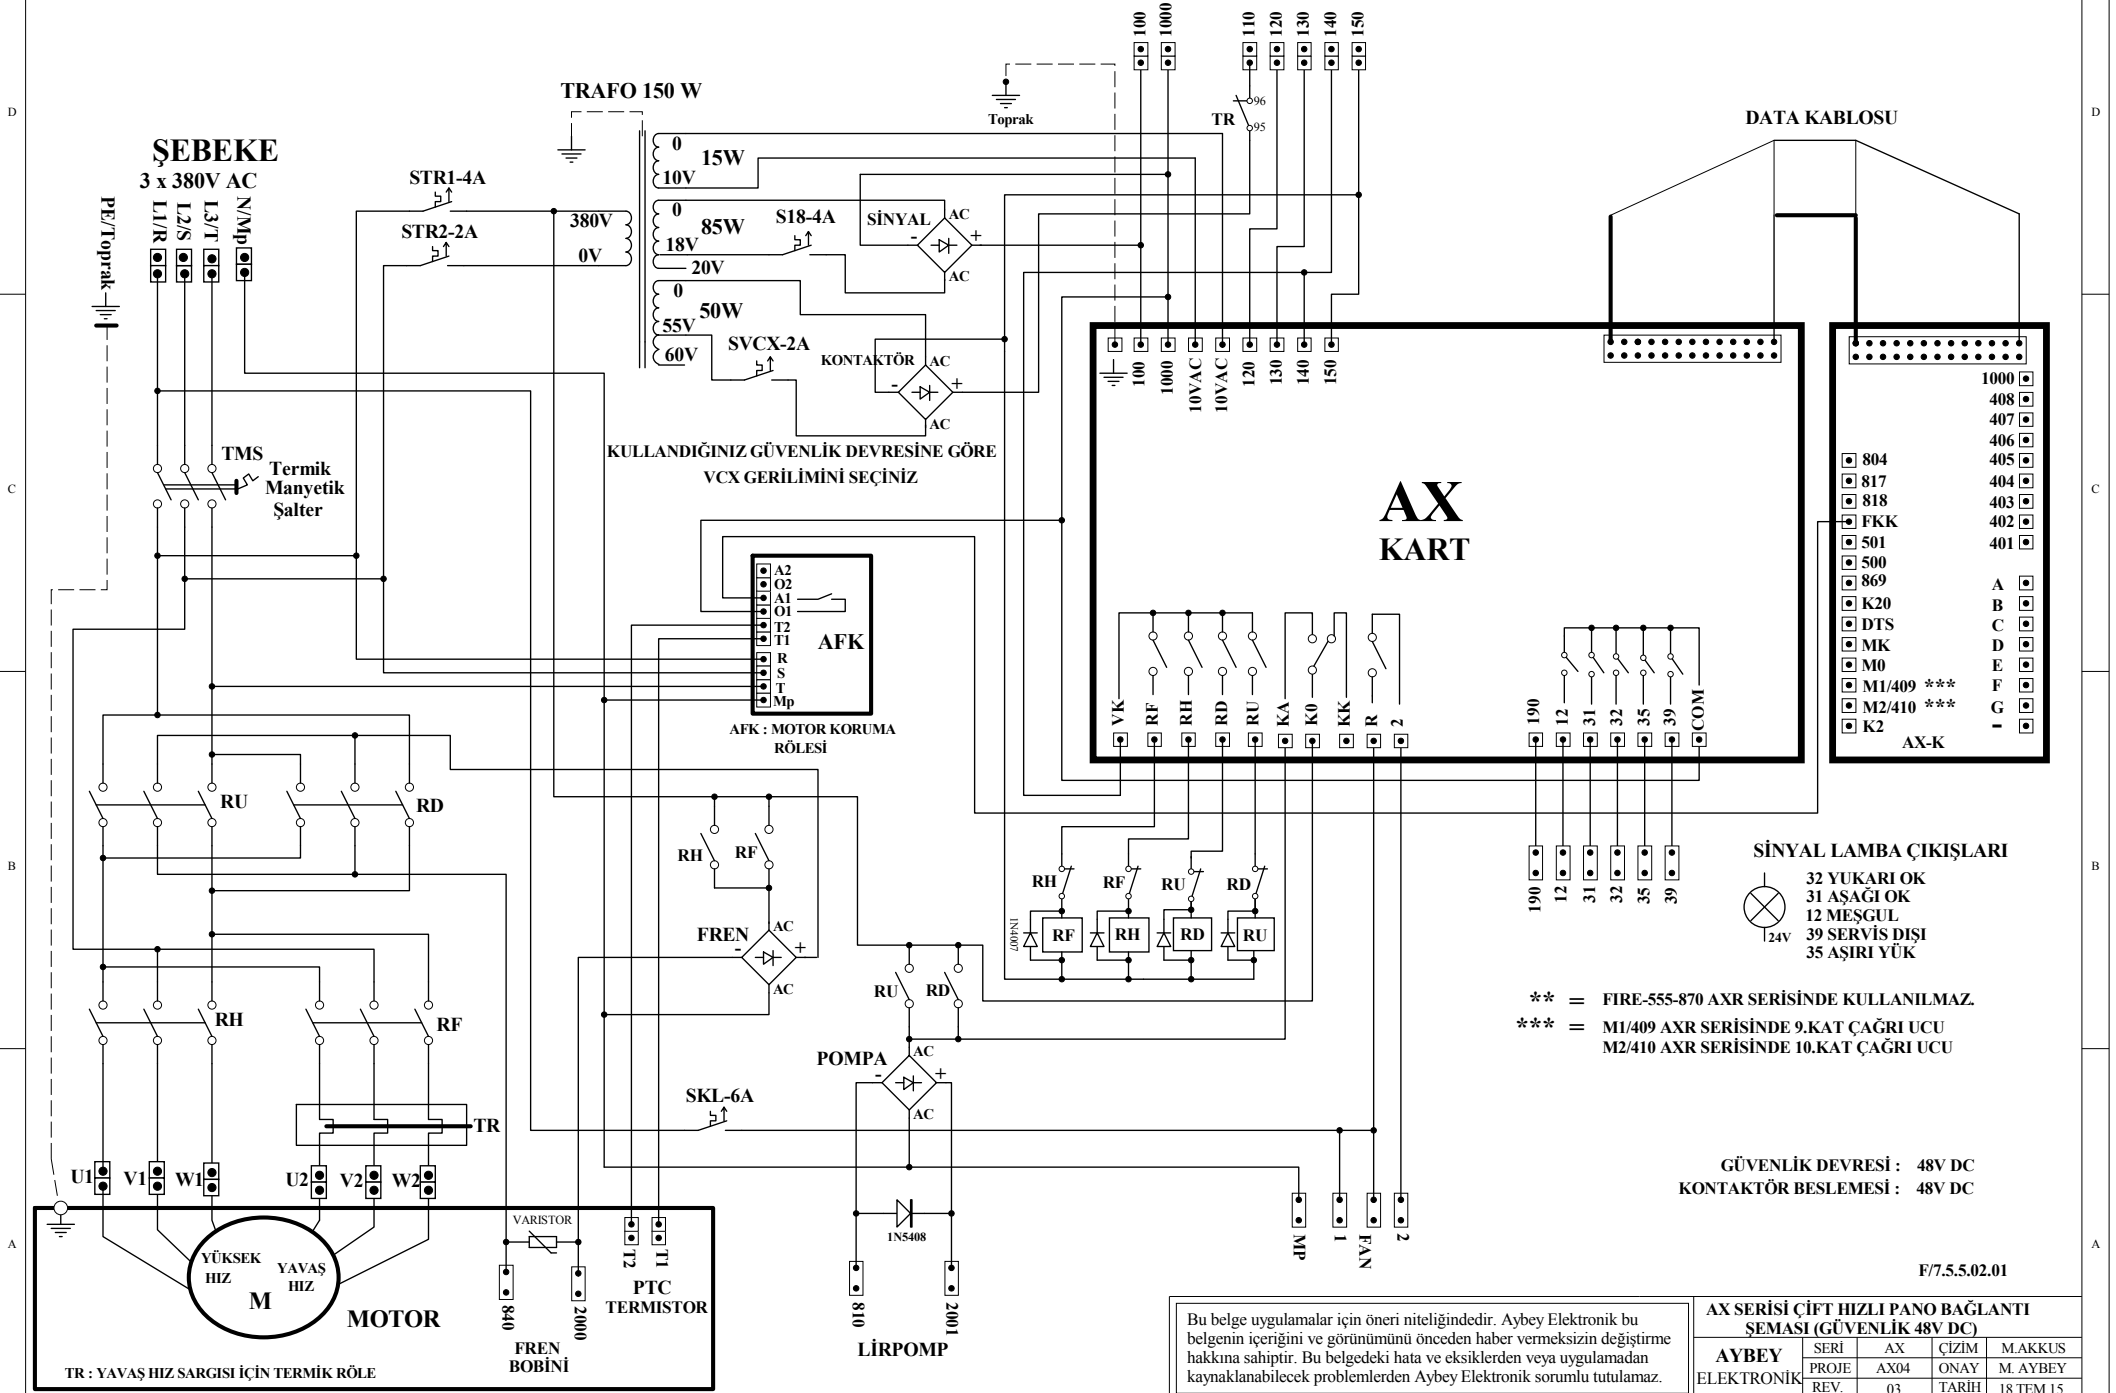 100
1000
110
120
130
140
150
TRAFO 150 W
Toprak
TR
96
95
D
D
DATA KABLOSU
ŞEBEKE
3 x 380V AC
PE/Toprak
L1/R
L2/S
L3/T
N/Mp
STR1-4A
STR2-2A
380V
0V
0
15W
10V
0
85W
18V
20V
S18-4A
SİNYAL
AC
AC
-
+
0
50W
55V
60V
SVCX-2A
KONTAKTÖR
AC
AC
-
+
KULLANDIĞINIZ GÜVENLİK DEVRESİNE GÖRE
VCX GERİLİMİNİ SEÇİNİZ
100
1000
10VAC
10VAC
120
130
140
150
AX
KART
1000
408
407
406
405
404
403
402
401
A
B
C
D
E
F
G
-
804
817
818
FKK
501
500
869
K20
DTS
MK
M0
M1/409 ***
M2/410 ***
K2
AX-K
C
C
TMS
Termik
Manyetik
Şalter
A2
O2
A1
O1
T2
T1
R
S
T
Mp
AFK
AFK : MOTOR KORUMA
RÖLESİ
VK
RF
RH
RD
RU
KA
K0
KK
R
2
190
12
31
32
35
39
COM
RU
RD
RH
RF
FREN
AC
AC
-
+
RH
RF
RU
RD
1N4007
RF
RH
RD
RU
190
12
31
32
35
39
B
B
SİNYAL LAMBA ÇIKIŞLARI
24V
32 YUKARI OK
31 AŞAĞI OK
12 MEŞGUL
39 SERVİS DIŞI
35 AŞIRI YÜK
** = FIRE-555-870 AXR SERİSİNDE KULLANILMAZ.
*** = M1/409 AXR SERİSİNDE 9.KAT ÇAĞRI UCU
M2/410 AXR SERİSİNDE 10.KAT ÇAĞRI UCU
RH
RF
RU
RD
POMPA
AC
AC
-
+
SKL-6A
TR
U1
V1
W1
U2
V2
W2
GÜVENLİK DEVRESİ : 48V DC
KONTAKTÖR BESLEMESİ : 48V DC
A
A
YÜKSEK
HIZ
YAVAŞ
HIZ
M
MOTOR
VARISTOR
840
2000
FREN
BOBİNİ
T2
T1
PTC
TERMISTOR
1N5408
810
2001
LİRPOMP
MP
1
FAN
2
TR : YAVAŞ HIZ SARGISI İÇİN TERMİK RÖLE
F/7.5.5.02.01
Bu belge uygulamalar için öneri niteliğindedir. Aybey Elektronik bu
belgenin içeriğini ve görünümünü önceden haber vermeksizin değiştirme
hakkına sahiptir. Bu belgedeki hata ve eksiklerden veya uygulamadan
kaynaklanabilecek problemlerden Aybey Elektronik sorumlu tutulamaz.
AX SERİSİ ÇİFT HIZLI PANO BAĞLANTI
ŞEMASI (GÜVENLİK 48V DC)
AYBEY
ELEKTRONİK
SERİ AX ÇİZİM M.AKKUS
PROJE AX04 ONAY M. AYBEY
REV. 03 TARİH 18 TEM 15